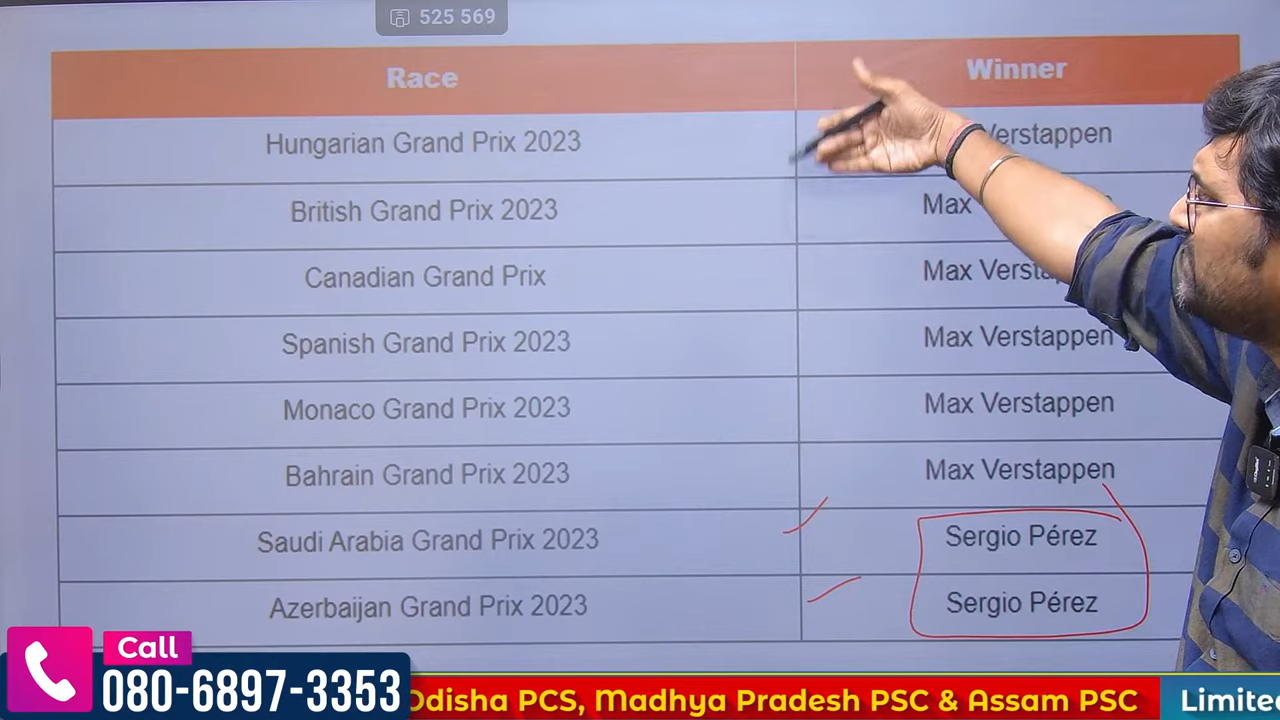 525 569
Race Winner
Hungarian Grand Prix 2023 Verstappen
British Grand Prix 2023 Max
Canadian Grand Prix Max
Spanish Grand Prix 2023 Max Verstappen
Monaco Grand Prix 2023 Max Verstappen
Bahrain Grand Prix 2023 Max Verstappen
Saudi Arabia Grand Prix 2023 Sergio Pérez
Azerbaijan Grand Prix 2023 Sergio Pérez
Call
080-6897-3353
Odisha PCS, Madhya Pradesh PSC & Assam PSC